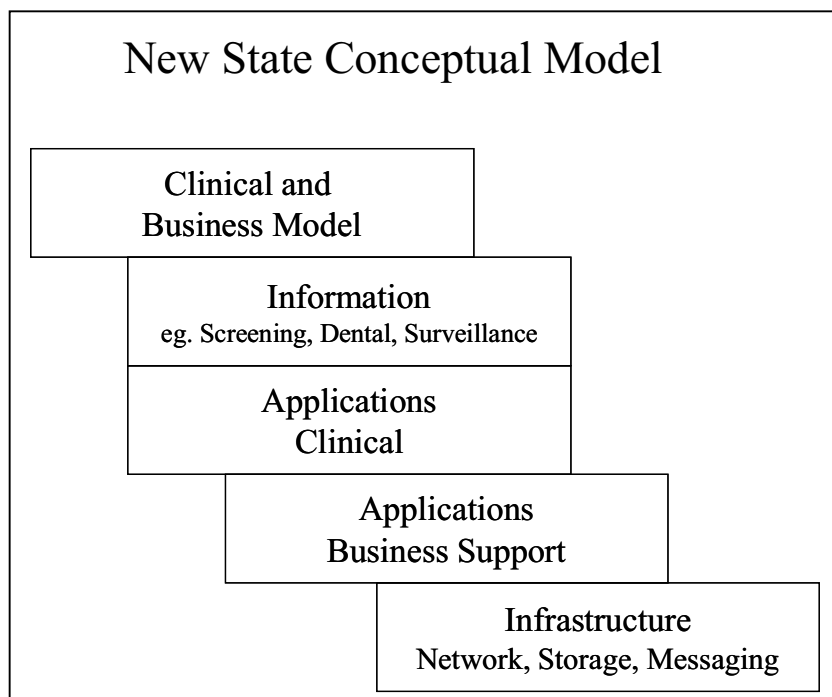 New State Conceptual Model
Clinical and
Business Model
Information
eg. Screening, Dental, Surveillance
Applications
Clinical
Applications
Business Support
Infrastructure
Network, Storage, Messaging